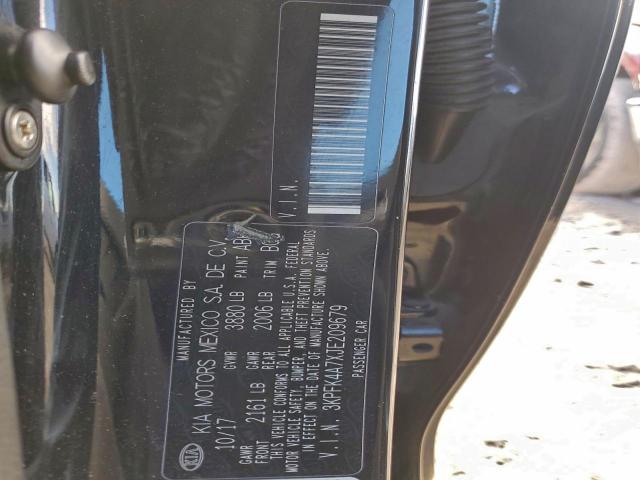 KIA
MANUFACTURED BY
KIA MOTORS MEXICO S.A. DE C.V.
10/17 GVWR 3880 LB PAINT
GAWR FRONT 2161 LB GAWR REAR 2006 LB TRIM
THIS VEHICLE CONFORMS TO ALL APPLICABLE U.S.A. FEDERAL
MOTOR VEHICLE SAFETY, BUMPER, AND THEFT PREVENTION STANDARDS
IN EFFECT ON THE DATE OF MANUFACTURE SHOWN ABOVE.
V.I.N. 3KPFK4A7XJE209679
PASSENGER CAR
V.I.N.